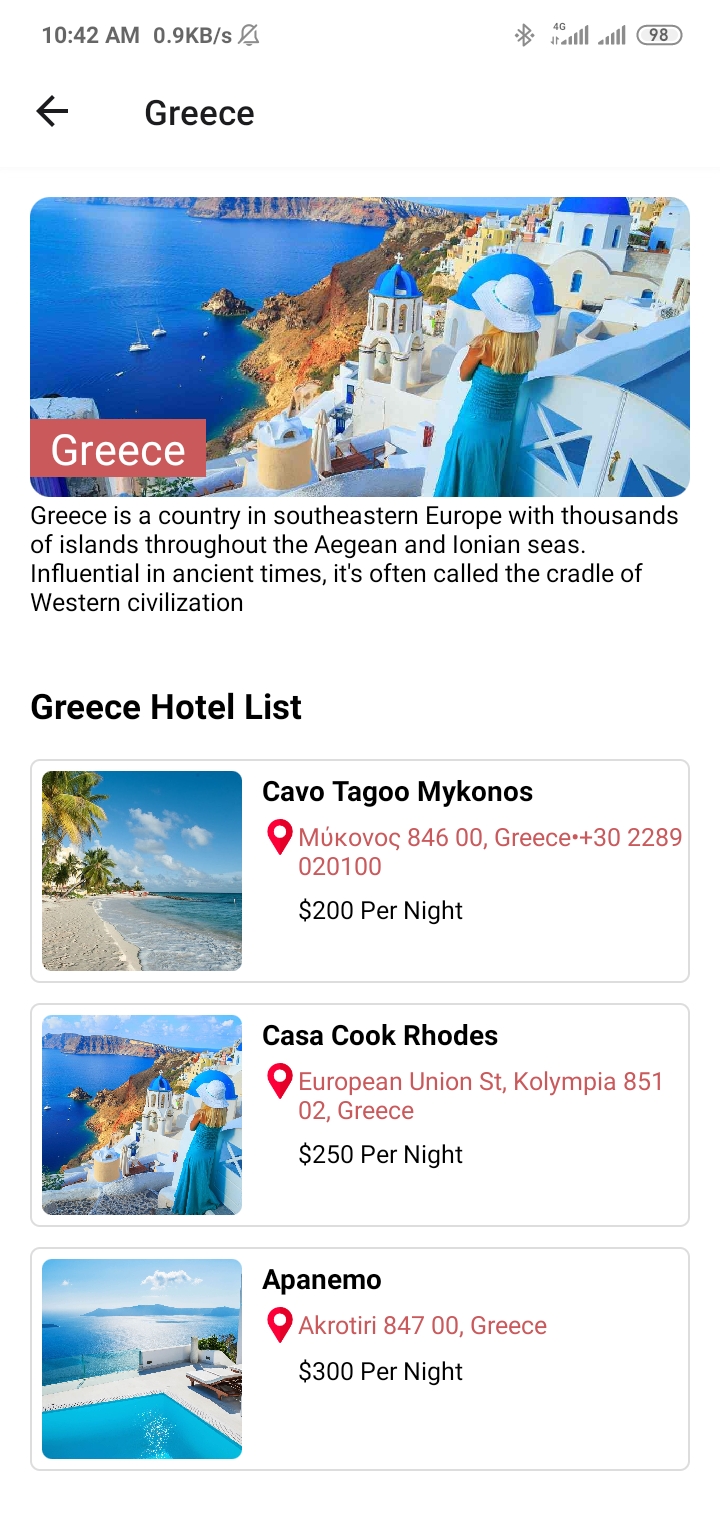 10:42 AM 0.9KB/s
4G
98
Greece
Greece
Greece is a country in southeastern Europe with thousands
of islands throughout the Aegean and Ionian seas.
Influential in ancient times, it's often called the cradle of
Western civilization
Greece Hotel List
Cavo Tagoo Mykonos
Μύκονος 846 00, Greece•+30 2289
020100
$200 Per Night
Casa Cook Rhodes
European Union St, Kolympia 851
02, Greece
$250 Per Night
Apanemo
Akrotiri 847 00, Greece
$300 Per Night